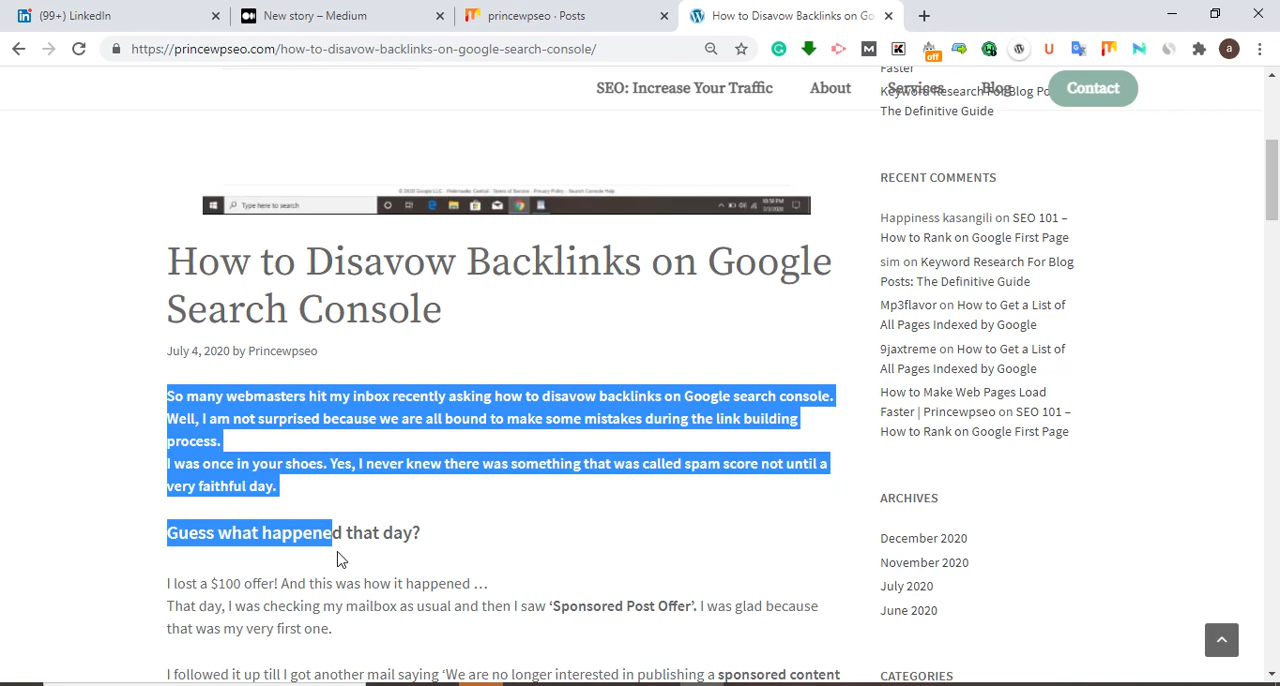 (99+) LinkedIn
New story – Medium
princewpseo - Posts
How to Disavow Backlinks on Go
https://princewpseo.com/how-to-disavow-backlinks-on-google-search-console/
off
SEO: Increase Your Traffic
About
Services
Blog
Contact
© 2020 Google LLC
Type here to search
How to Disavow Backlinks on Google
Search Console
July 4, 2020 by Princewpseo
So many webmasters hit my inbox recently asking how to disavow backlinks on Google search console.
Well, I am not surprised because we are all bound to make some mistakes during the link building
process.
I was once in your shoes. Yes, I never knew there was something that was called spam score not until a
very faithful day.
Guess what happened that day?
I lost a $100 offer! And this was how it happened …
That day, I was checking my mailbox as usual and then I saw ‘Sponsored Post Offer’. I was glad because
that was my very first one.
I followed it up till I got another mail saying ‘We are no longer interested in publishing a sponsored content
Faster
Keyword Research For Blog Po
The Definitive Guide
RECENT COMMENTS
Happiness kasangili on SEO 101 –
How to Rank on Google First Page
sim on Keyword Research For Blog
Posts: The Definitive Guide
Mp3flavor on How to Get a List of
All Pages Indexed by Google
9jaxtreme on How to Get a List of
All Pages Indexed by Google
How to Make Web Pages Load
Faster | Princewpseo on SEO 101 –
How to Rank on Google First Page
ARCHIVES
December 2020
November 2020
July 2020
June 2020
CATEGORIES